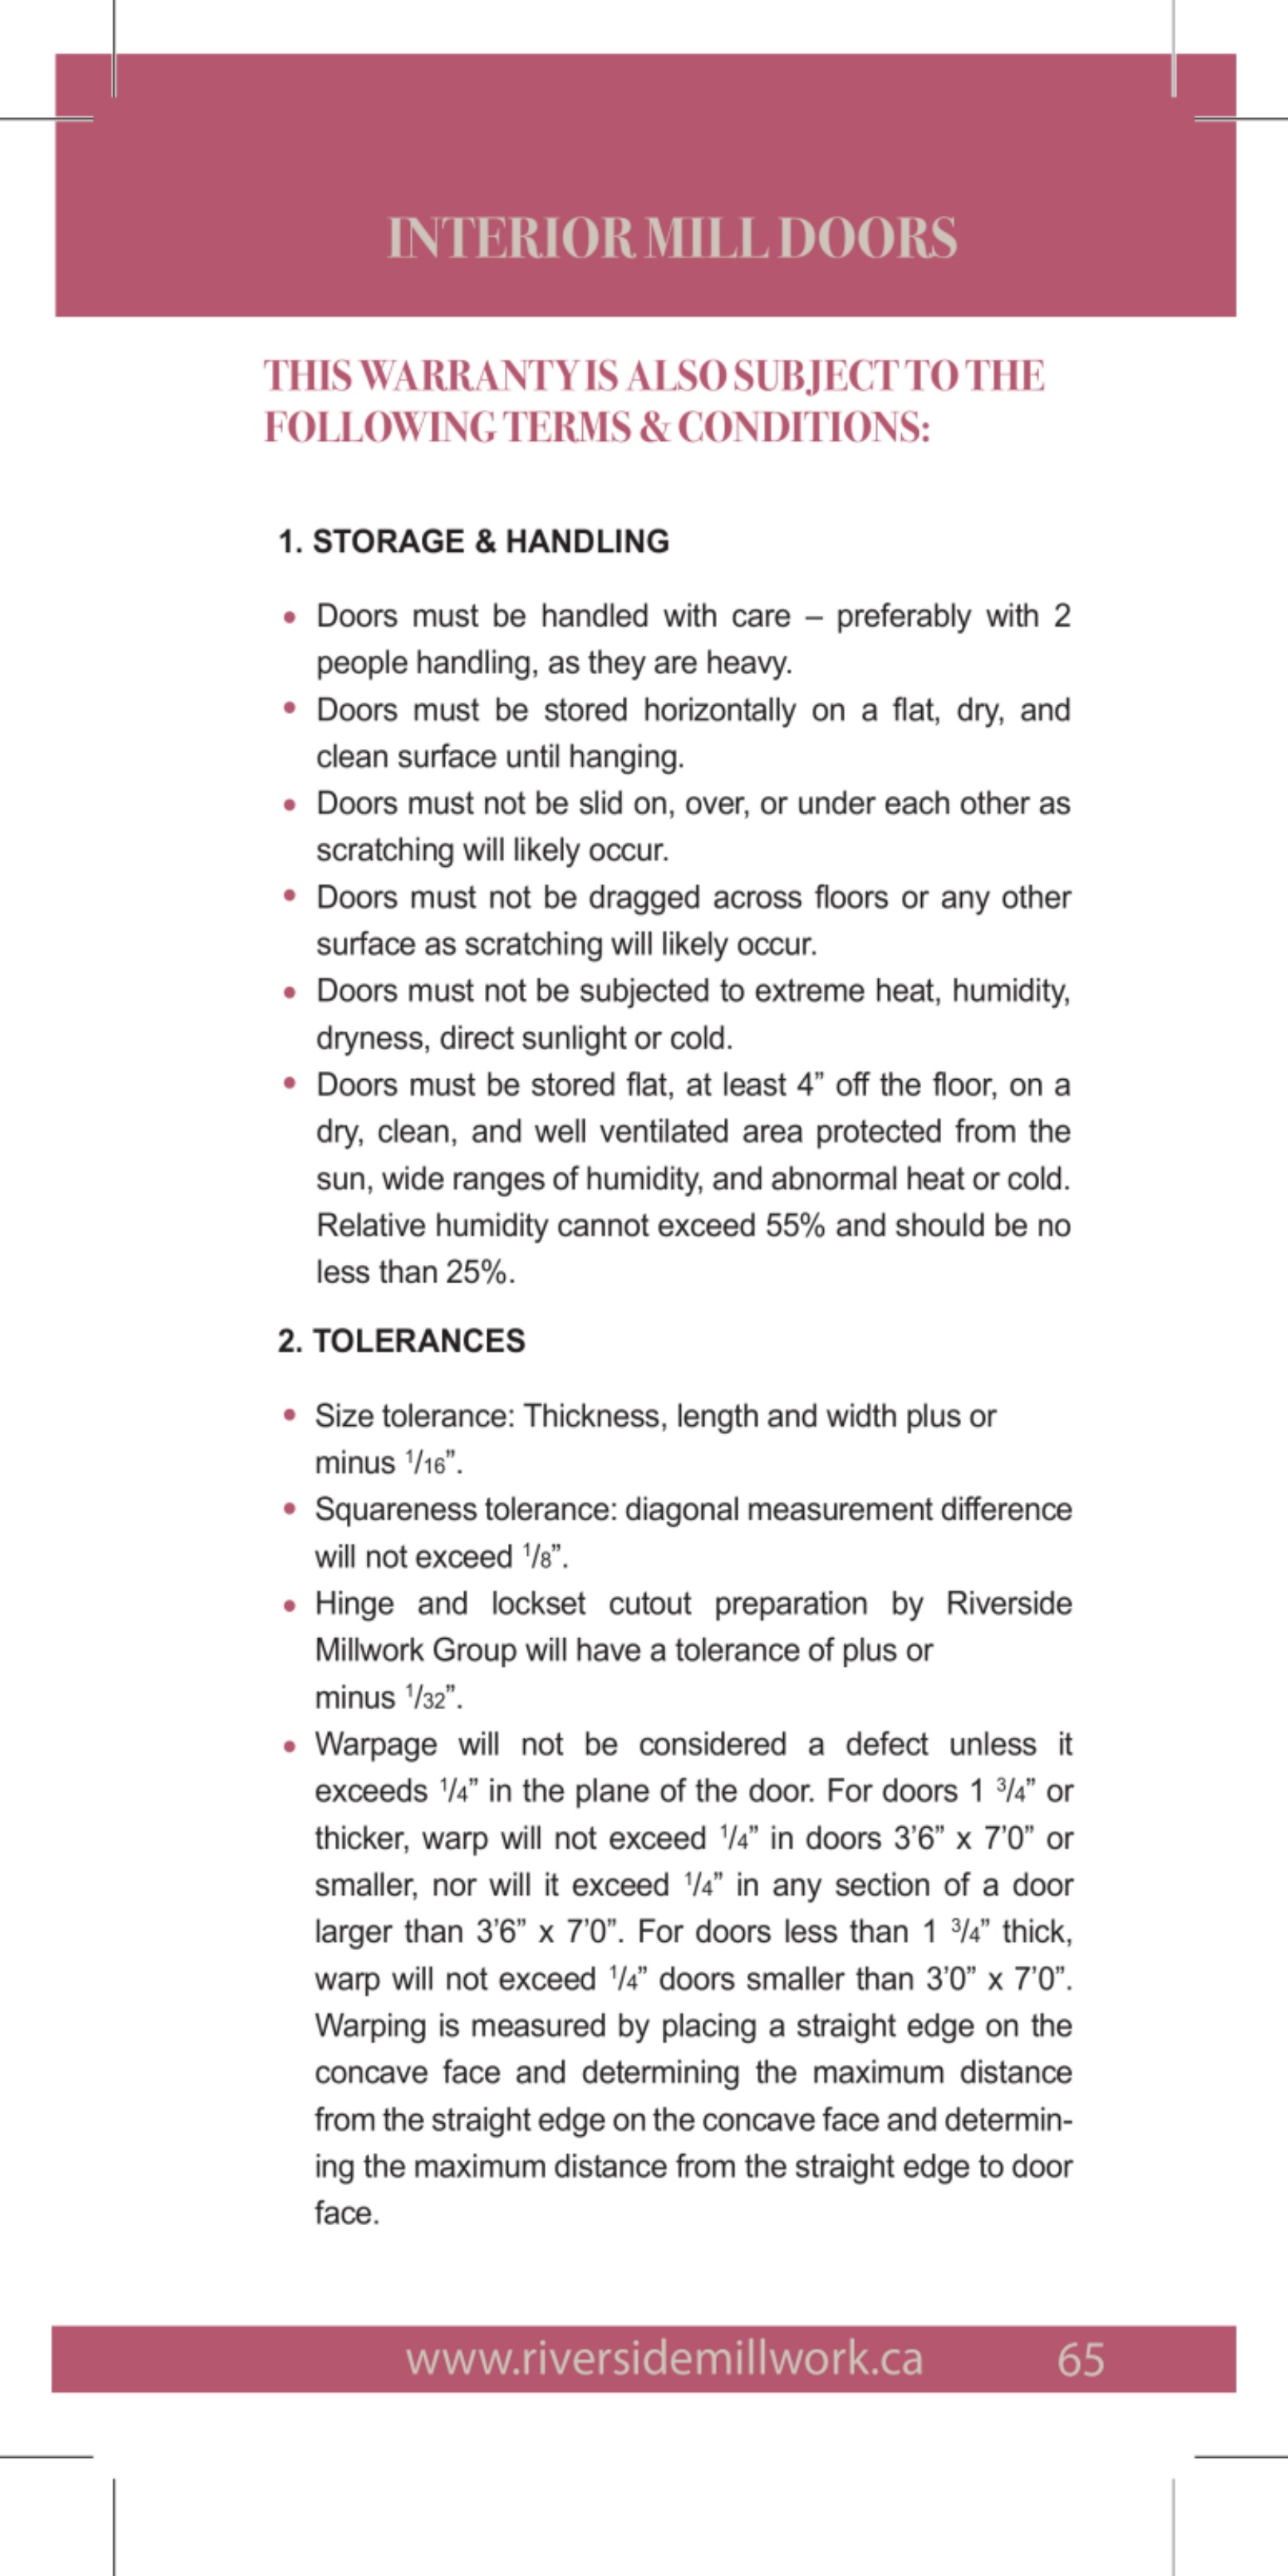 INTERIOR MILL DOORS
THIS WARRANTY IS ALSO SUBJECT TO THE
FOLLOWING TERMS & CONDITIONS:
1. STORAGE & HANDLING
• Doors must be handled with care – preferably with 2
people handling, as they are heavy.
• Doors must be stored horizontally on a flat, dry, and
clean surface until hanging.
• Doors must not be slid on, over, or under each other as
scratching will likely occur.
• Doors must not be dragged across floors or any other
surface as scratching will likely occur.
• Doors must not be subjected to extreme heat, humidity,
dryness, direct sunlight or cold.
• Doors must be stored flat, at least 4” off the floor, on a
dry, clean, and well ventilated area protected from the
sun, wide ranges of humidity, and abnormal heat or cold.
Relative humidity cannot exceed 55% and should be no
less than 25%.
2. TOLERANCES
• Size tolerance: Thickness, length and width plus or
minus 1/16”.
• Squareness tolerance: diagonal measurement difference
will not exceed 1/8”.
• Hinge and lockset cutout preparation by Riverside
Millwork Group will have a tolerance of plus or
minus 1/32”.
• Warpage will not be considered a defect unless it
exceeds 1/4” in the plane of the door. For doors 1 3/4” or
thicker, warp will not exceed 1/4” in doors 3’6” x 7’0” or
smaller, nor will it exceed 1/4” in any section of a door
larger than 3’6” x 7’0”. For doors less than 1 3/4” thick,
warp will not exceed 1/4” doors smaller than 3’0” x 7’0”.
Warping is measured by placing a straight edge on the
concave face and determining the maximum distance
from the straight edge on the concave face and determin-
ing the maximum distance from the straight edge to door
face.
www.riversidemillwork.ca 65